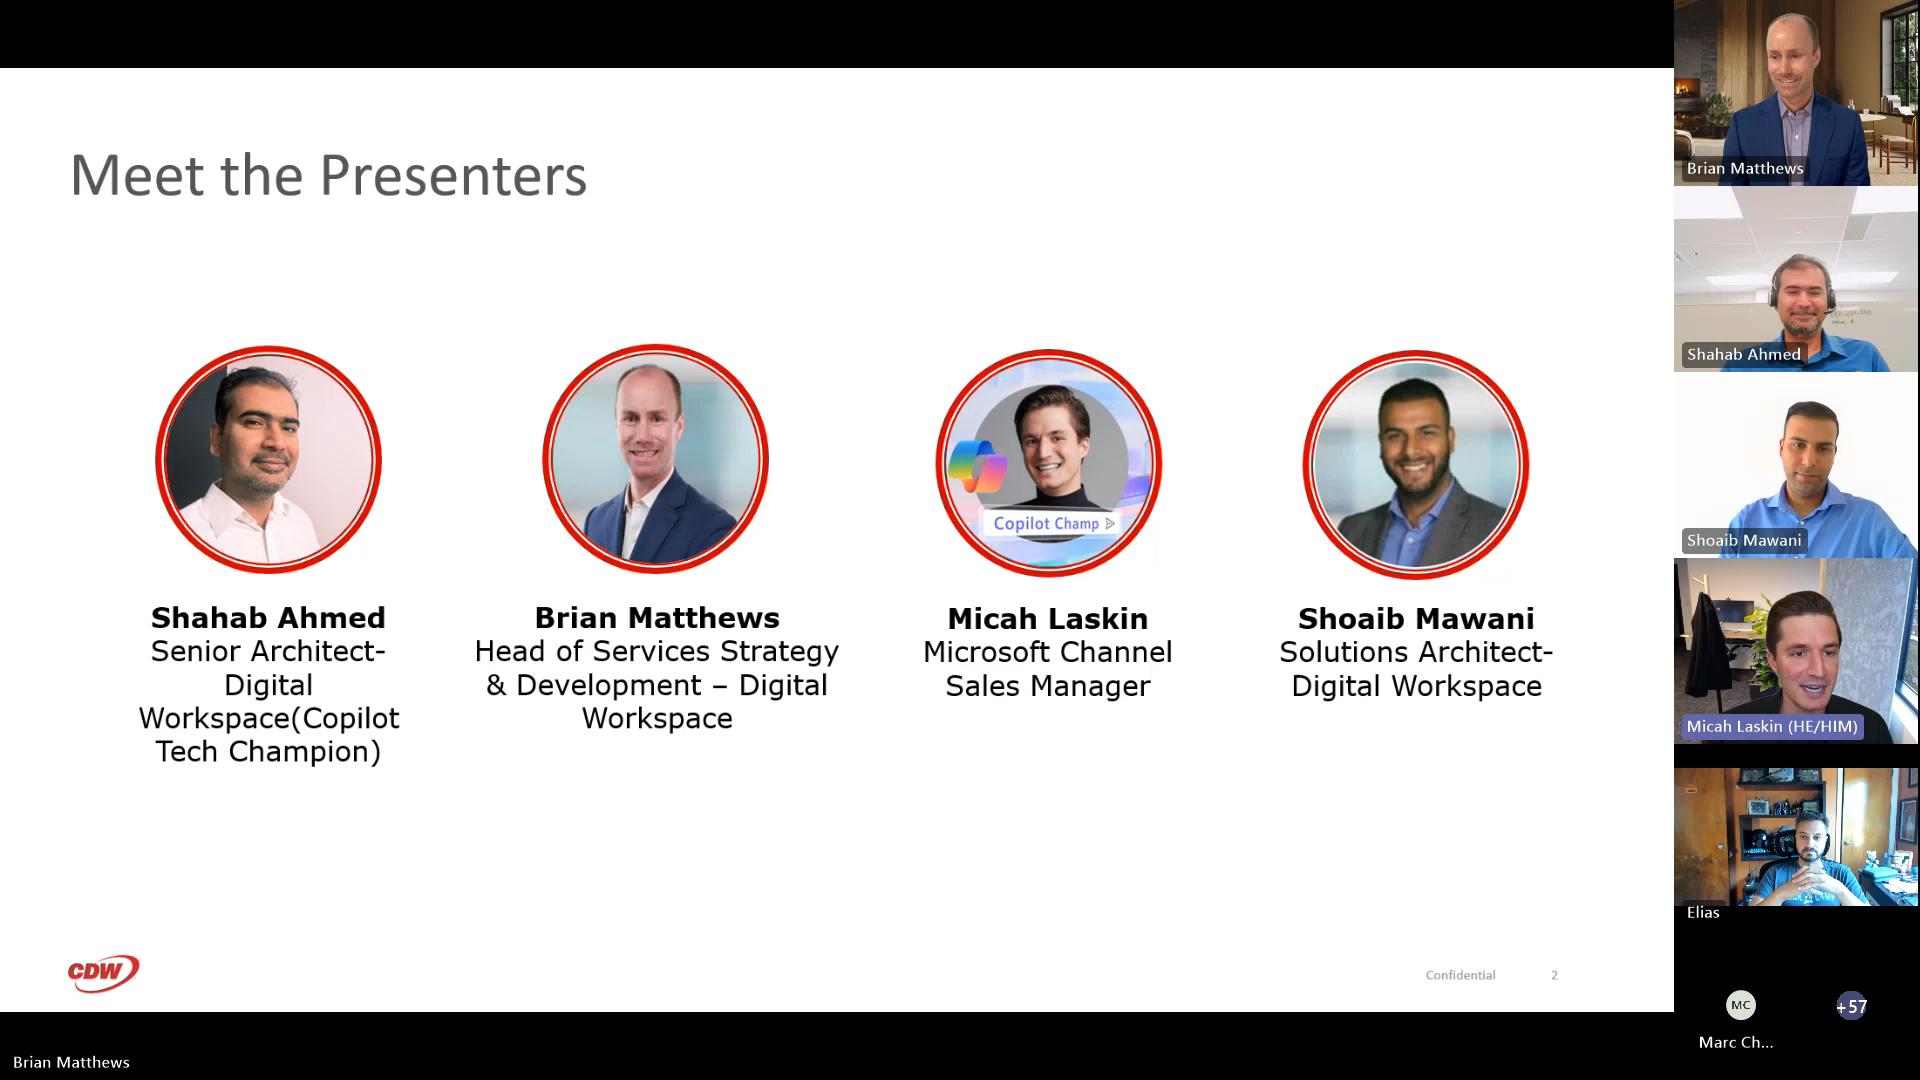 Meet the Presenters
Copilot Champ
Shahab Ahmed
Senior Architect-
Digital
Workspace(Copilot
Tech Champion)
Brian Matthews
Head of Services Strategy
& Development – Digital
Workspace
Micah Laskin
Microsoft Channel
Sales Manager
Shoaib Mawani
Solutions Architect-
Digital Workspace
CDW
Confidential
2
Brian Matthews
Brian Matthews
Shahab Ahmed
Shoaib Mawani
Micah Laskin (HE/HIM)
Elias
MC
+57
Marc Ch...